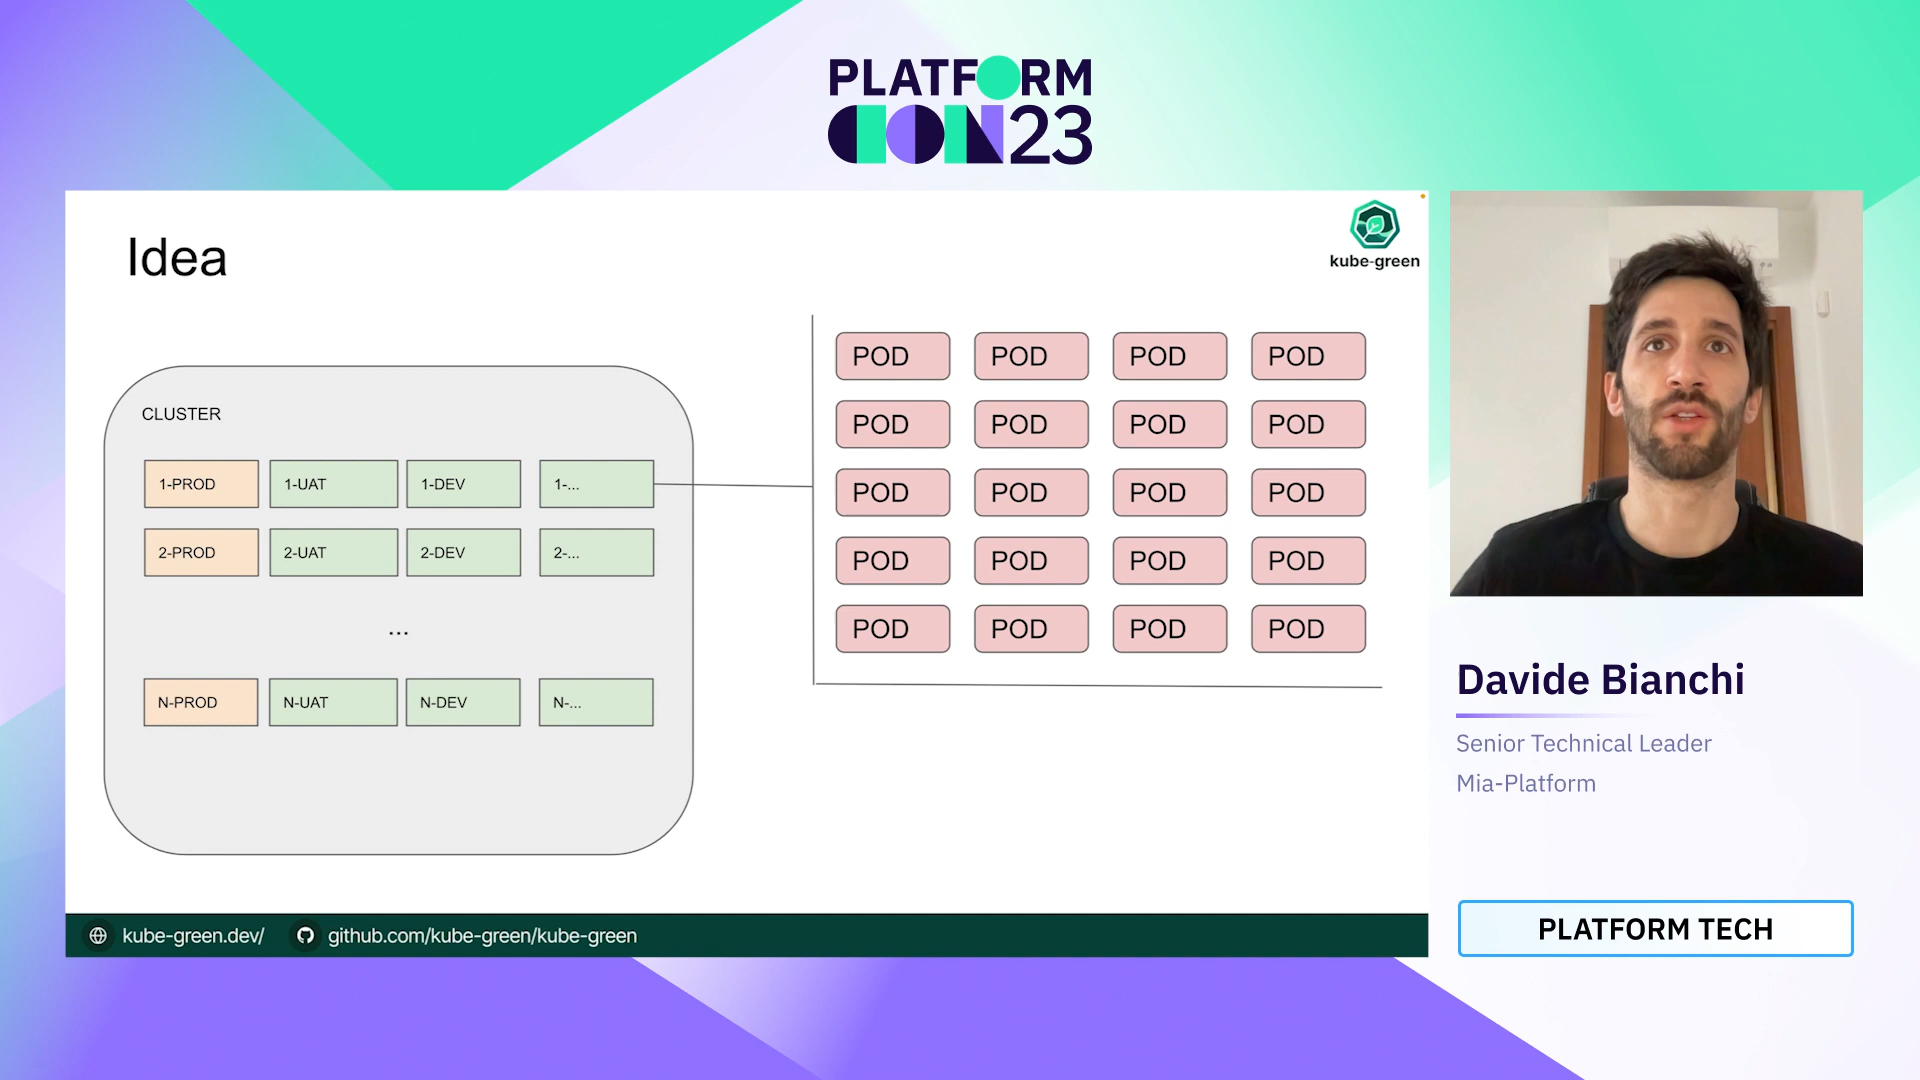 PLATFORM
CON23
Idea
kube-green
CLUSTER
1-PROD 1-UAT 1-DEV 1-...
2-PROD 2-UAT 2-DEV 2-...
...
N-PROD N-UAT N-DEV N-...
POD POD POD POD
POD POD POD POD
POD POD POD POD
POD POD POD POD
POD POD POD POD
kube-green.dev/ github.com/kube-green/kube-green
Davide Bianchi
Senior Technical Leader
Mia-Platform
PLATFORM TECH